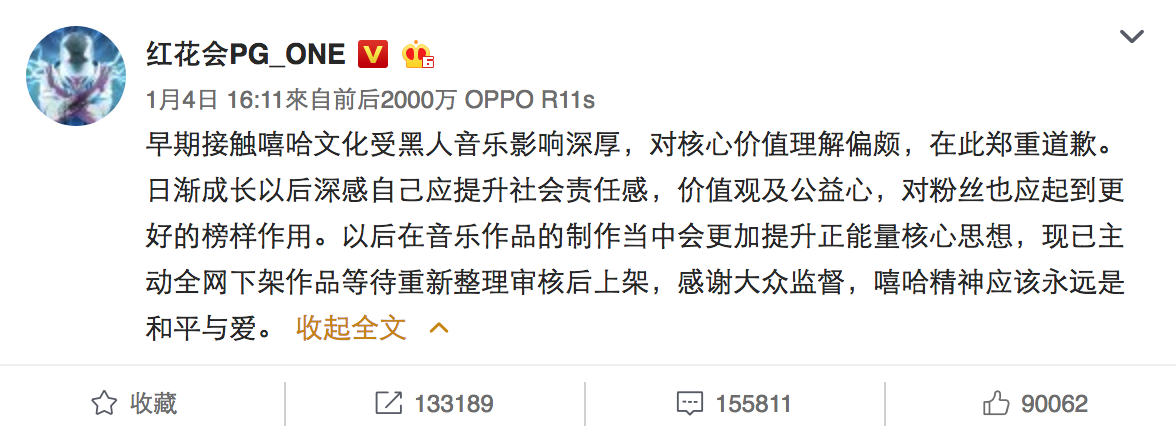 红花会PG_ONE
1月4日 16:11來自前后2000万 OPPO R11s
早期接触嘻哈文化受黑人音乐影响深厚，对核心价值理解偏颇，在此郑重道歉。
日渐成长以后深感自己应提升社会责任感，价值观及公益心，对粉丝也应起到更
好的榜样作用。以后在音乐作品的制作当中会更加提升正能量核心思想，现已主
动全网下架作品等待重新整理审核后上架，感谢大众监督，嘻哈精神应该永远是
和平与爱。 收起全文
收藏 133189 155811 90062